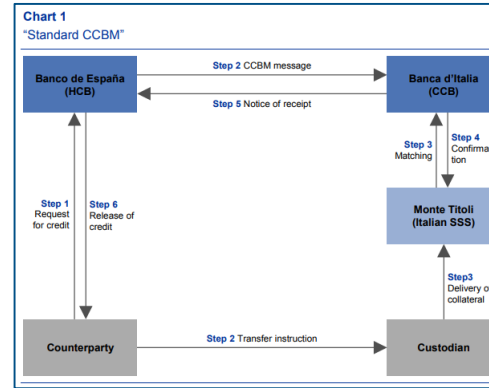 Chart 1
“Standard CCBM”
Banco de España
(HCB)
Step 2 CCBM message
Step 5 Notice of receipt
Banca d’Italia
(CCB)
Step 3
Matching
Step 4
Confirma
tion
Step 1
Request
for credit
Step 6
Release of
credit
Monte Titoli
(Italian SSS)
Step3
Delivery o
collateral
Counterparty
Step 2 Transfer instruction
Custodian